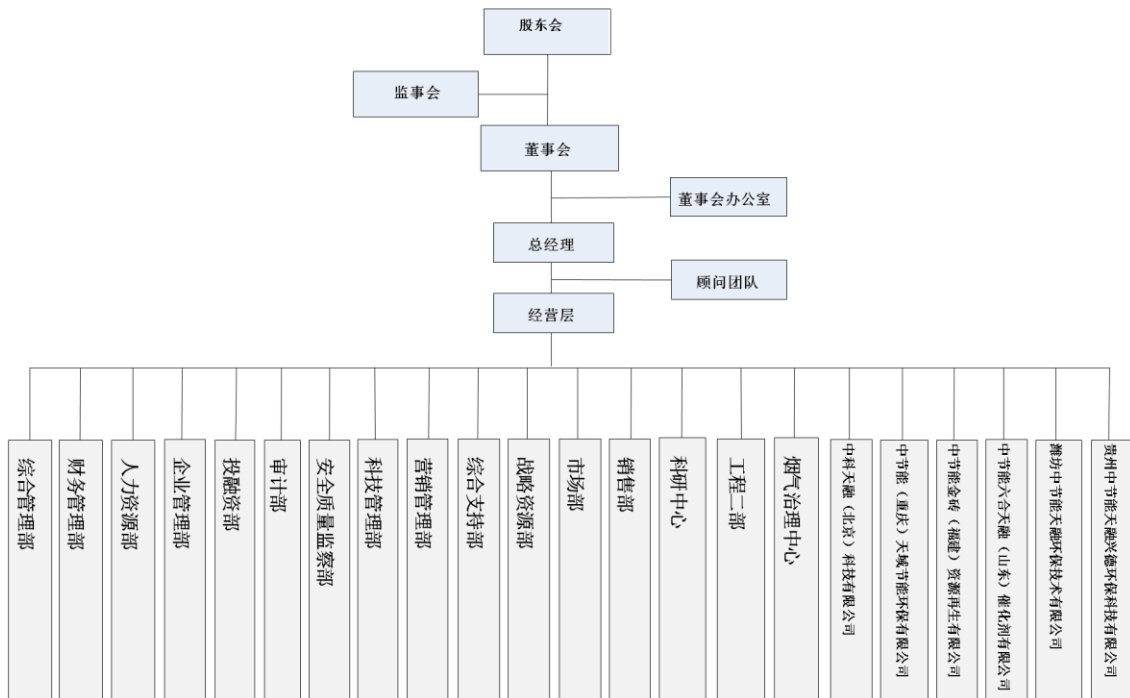 股东会
监事会
董事会
董事会办公室
总经理
顾问团队
经营层
综合管理部
财务管理部
人力资源部
企业管理部
投融资部
审计部
安全质量监察部
科技管理部
营销管理部
综合支持部
战略资源部
市场部
销售部
科研中心
工程二部
烟气治理中心
中科天融（北京）科技有限公司
中节能（重庆）天域节能环保有限公司
中节能金砖（福建）资源再生有限公司
中节能六合天融（山东）催化剂有限公司
潍坊中节能天融环保技术有限公司
贵州中节能天融兴德环保科技有限公司